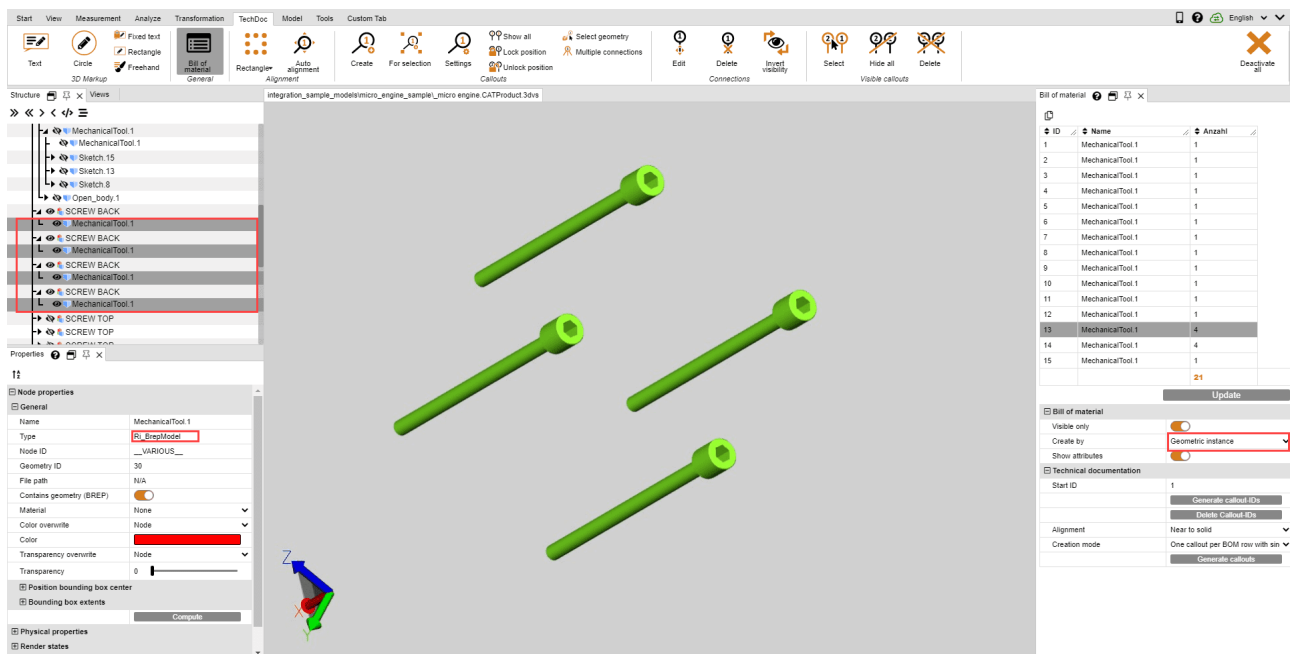 Start View Measurement Analyze Transformation TechDoc Model Tools Custom Tab English
Text Circle Fixed text Rectangle Freehand
3D Markup
Bill of material
General
Rectangle Auto alignment
Alignment
Create For selection Settings Show all Lock position Unlock position Select geometry Multiple connections
Callouts
Edit Delete Invert visibility
Connections
Select Hide all Delete
Visible callouts
Deactivate all
Structure Views
integration_sample_models\micro_engine_sample\_micro engine.CATProduct.3dvs
MechanicalTool.1
MechanicalTool.1
Sketch.15
Sketch.13
Sketch.8
Open_body.1
SCREW BACK
MechanicalTool.1
SCREW BACK
MechanicalTool.1
SCREW BACK
MechanicalTool.1
SCREW BACK
MechanicalTool.1
SCREW TOP
SCREW TOP
Properties
Node properties
General
Name MechanicalTool.1
Type Ri_BrepModel
Node ID __VARIOUS__
Geometry ID 30
File path N/A
Contains geometry (BREP)
Material None
Color overwrite Node
Color
Transparency overwrite Node
Transparency 0
Position bounding box center
Bounding box extents
Compute
Physical properties
Render states
Z
X
Y
Bill of material
ID Name Anzahl
1 MechanicalTool.1 1
2 MechanicalTool.1 1
3 MechanicalTool.1 1
4 MechanicalTool.1 1
5 MechanicalTool.1 1
6 MechanicalTool.1 1
7 MechanicalTool.1 1
8 MechanicalTool.1 1
9 MechanicalTool.1 1
10 MechanicalTool.1 1
11 MechanicalTool.1 1
12 MechanicalTool.1 1
13 MechanicalTool.1 4
14 MechanicalTool.1 4
15 MechanicalTool.1 1
21
Update
Bill of material
Visible only
Create by Geometric instance
Show attributes
Technical documentation
Start ID 1
Generate callout-IDs
Delete Callout-IDs
Alignment Near to solid
Creation mode One callout per BOM row with sin
Generate callouts